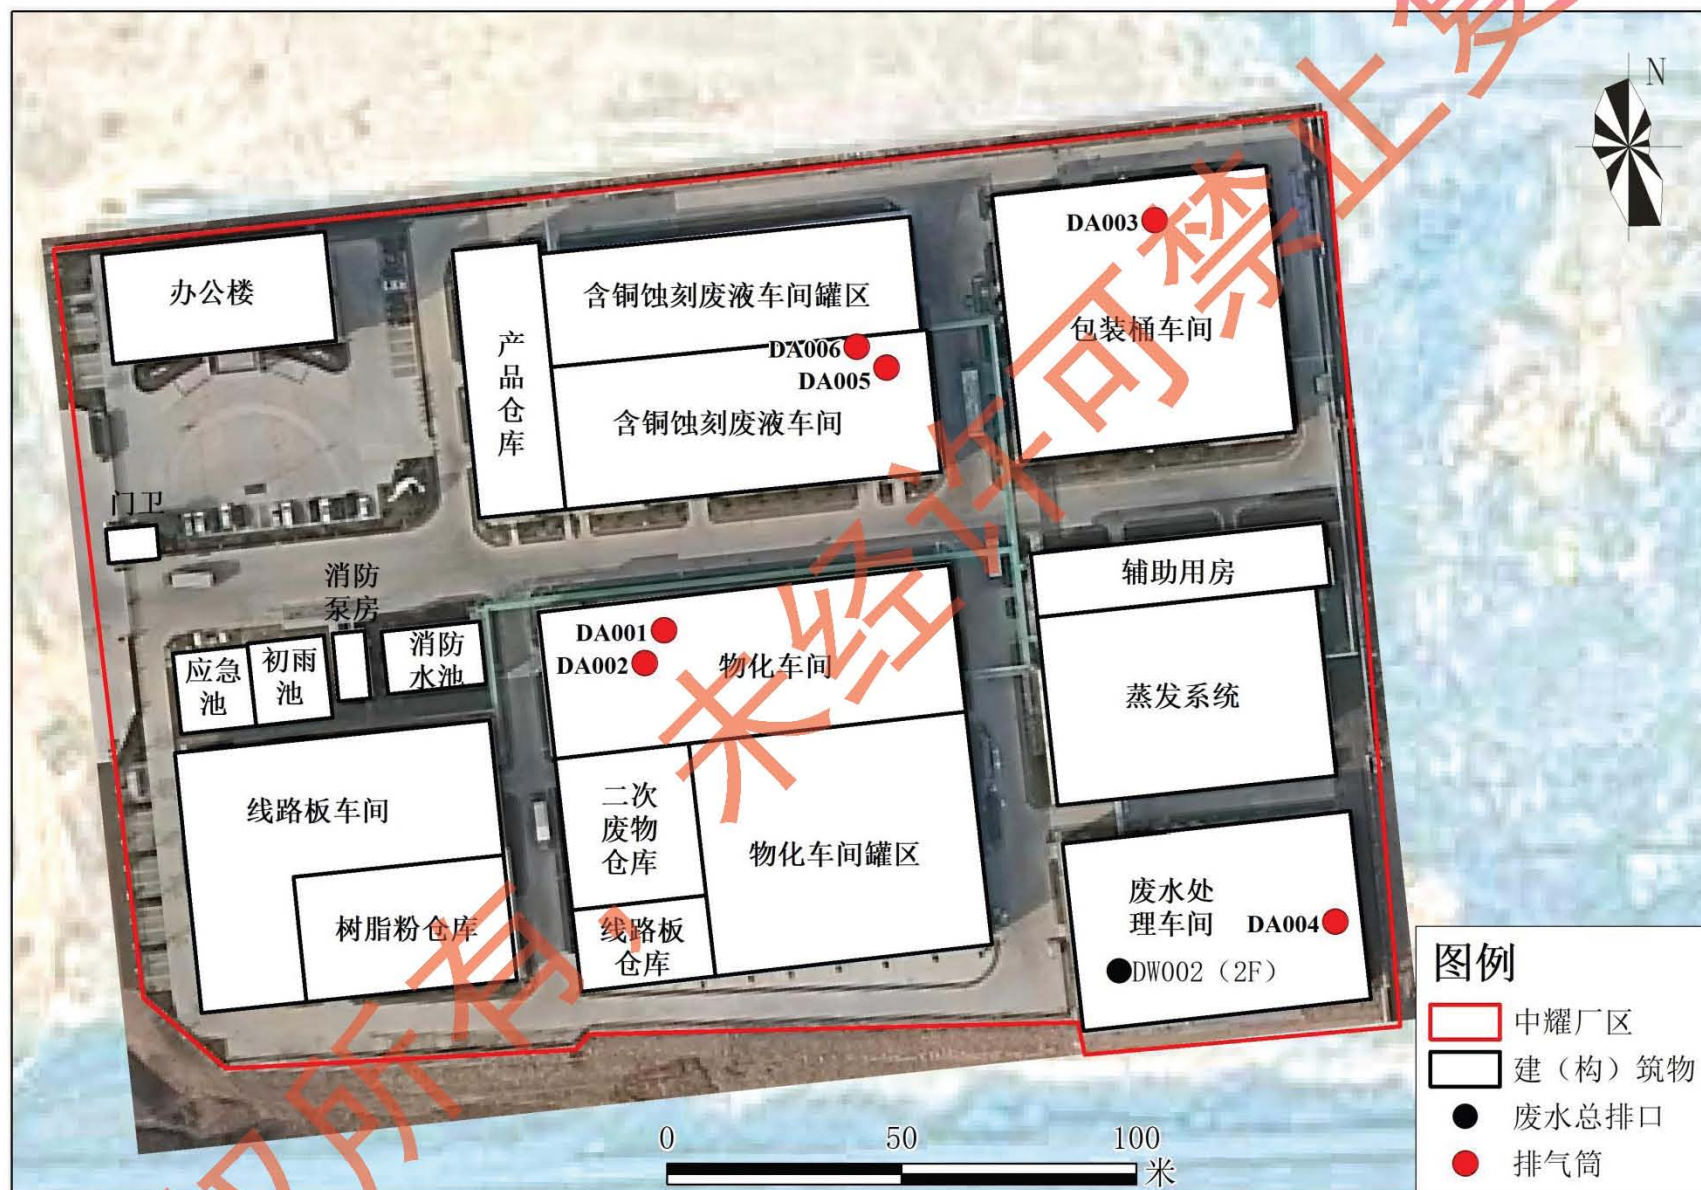 N
DA003
办公楼
含铜蚀刻废液车间罐区
包装桶车间
产
品
仓
库
DA006
DA005
含铜蚀刻废液车间
门卫
消防
泵房
辅助用房
应急
池
初雨
池
消防
水池
DA001
DA002
物化车间
蒸发系统
线路板车间
二次
废物
仓库
物化车间罐区
树脂粉仓库
线路板
仓库
废水处
理车间
DA004
DW002（2F）
图例
中耀厂区
建（构）筑物
废水总排口
排气筒
0 50 100
米
权所有，未经许可禁止复